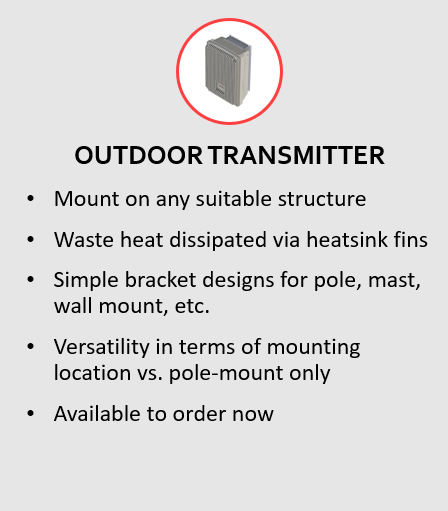 OUTDOOR TRANSMITTER
• Mount on any suitable structure
• Waste heat dissipated via heatsink fins
• Simple bracket designs for pole, mast,
wall mount, etc.
• Versatility in terms of mounting
location vs. pole-mount only
• Available to order now